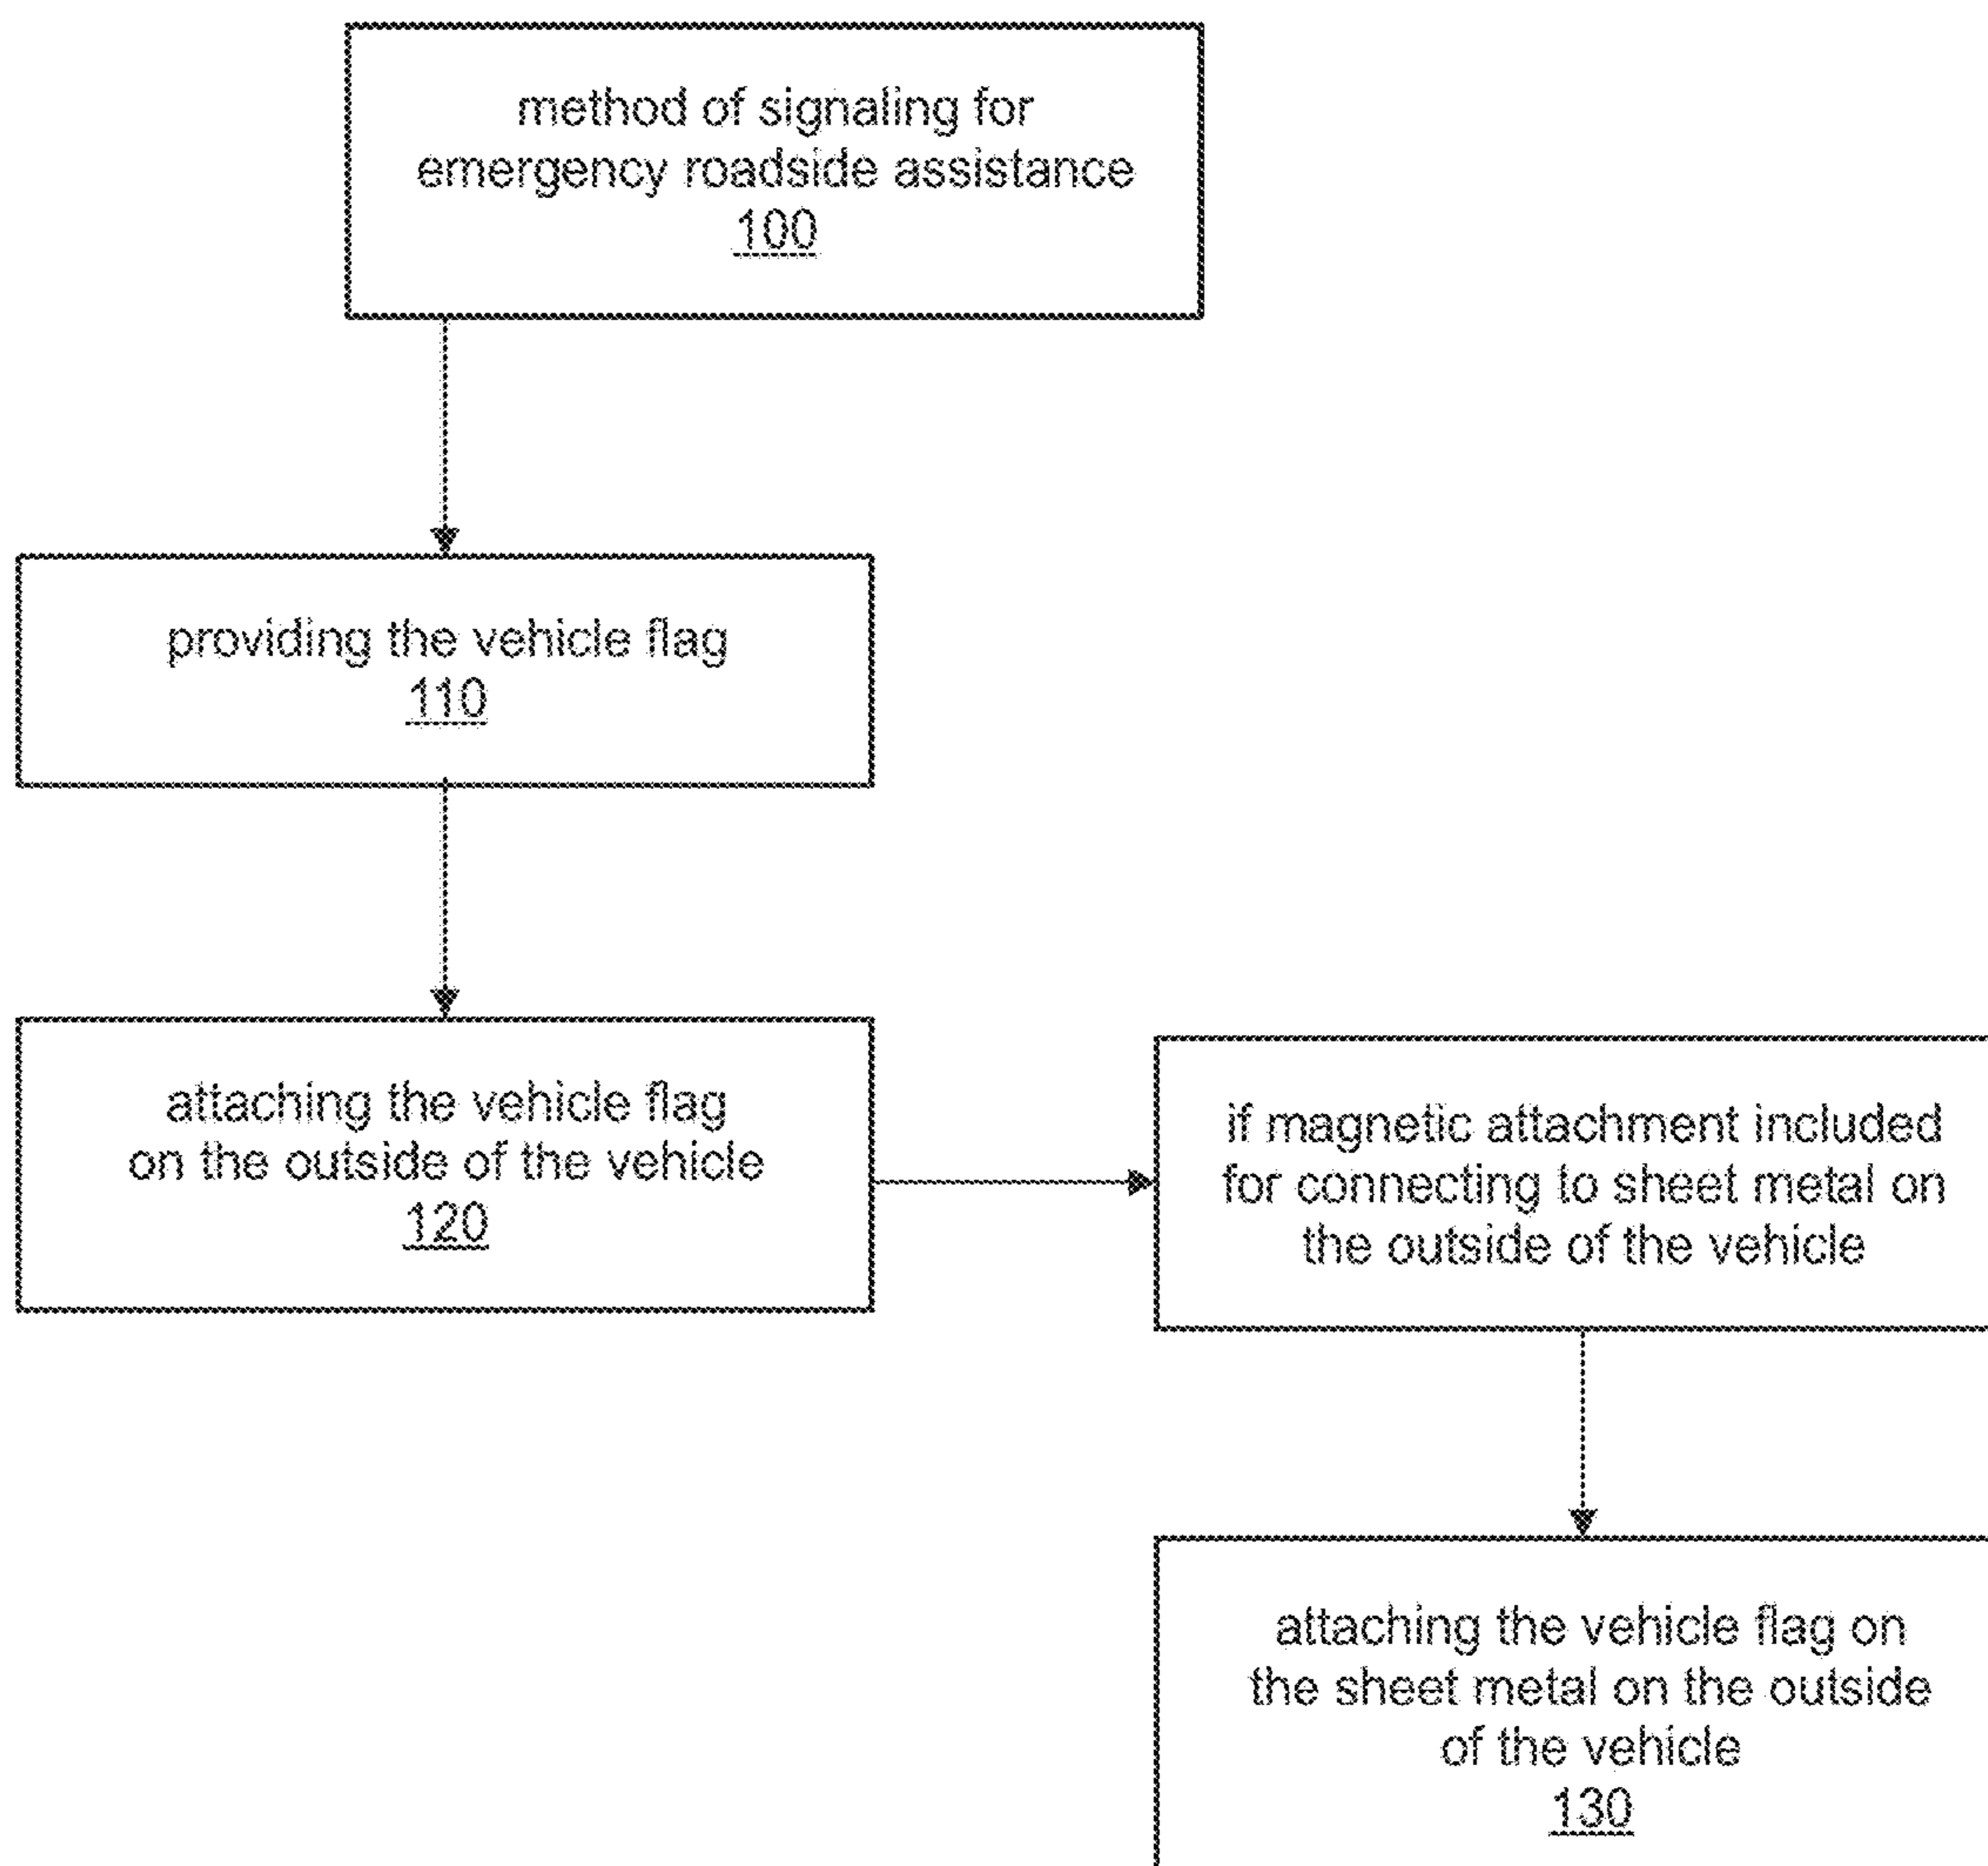 method of signaling for
emergency roadside assistance
100
providing the vehicle flag
110
attaching the vehicle flag
on the outside of the vehicle
120
if magnetic attachment included
for connecting to sheet metal on
the outside of the vehicle
attaching the vehicle flag on
the sheet metal on the outside
of the vehicle
130